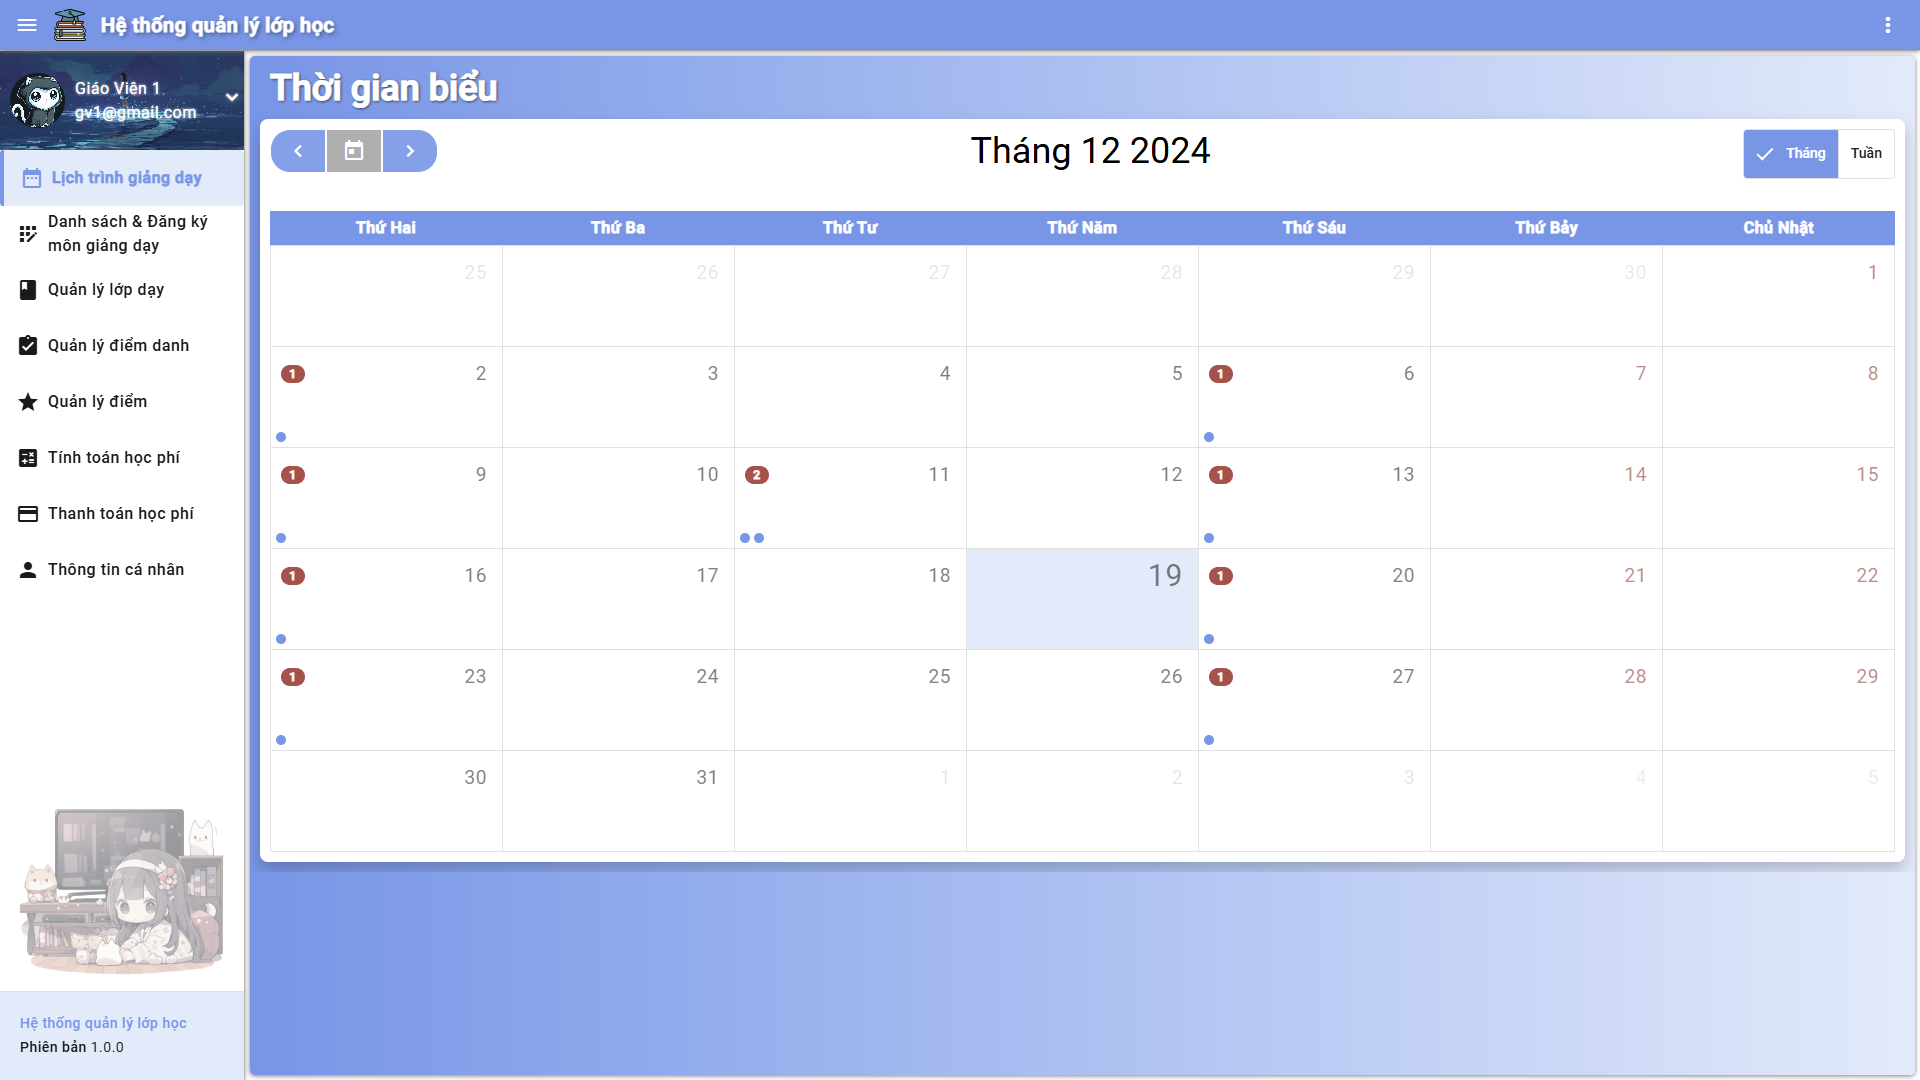 Hệ thống quản lý lớp học
Giáo Viên 1
gv1@gmail.com
Lịch trình giảng dạy
Danh sách & Đăng ký
môn giảng dạy
Quản lý lớp dạy
Quản lý điểm danh
Quản lý điểm
Tính toán học phí
Thanh toán học phí
Thông tin cá nhân
Hệ thống quản lý lớp học
Phiên bản 1.0.0
Thời gian biểu
Tháng 12 2024
Tháng Tuần
Thứ Hai Thứ Ba Thứ Tư Thứ Năm Thứ Sáu Thứ Bảy Chủ Nhật
25 26 27 28 29 30 1
1 2 3 4 5 1 6 7 8
1 9 10 2 11 12 1 13 14 15
1 16 17 18 19 1 20 21 22
1 23 24 25 26 1 27 28 29
30 31 1 2 3 4 5